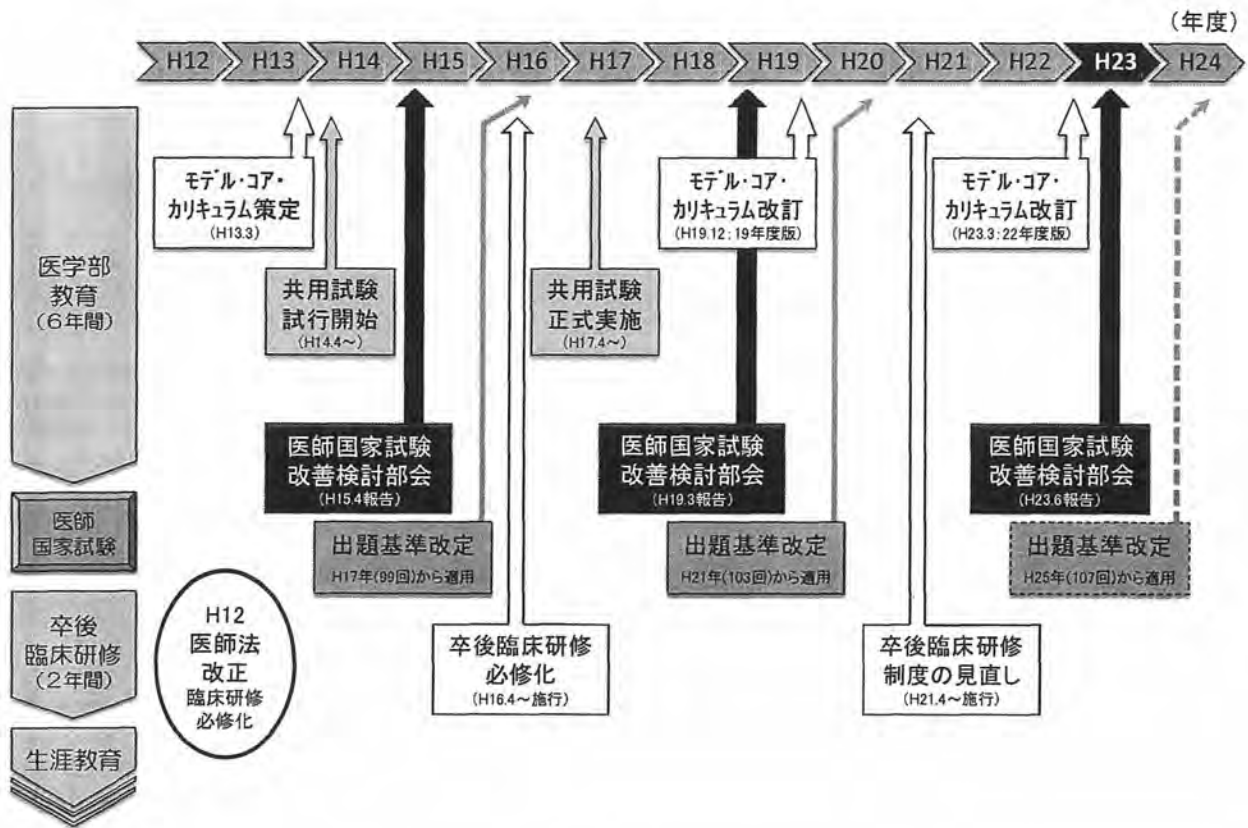 (年度)
H12 H13 H14 H15 H16 H17 H18 H19 H20 H21 H22 H23 H24
医学部
教育
(6年間)
モデル・コア・
カリキュラム策定
(H13.3)
モデル・コア・
カリキュラム改訂
(H19.12:19年度版)
モデル・コア・
カリキュラム改訂
(H23.3:22年度版)
共用試験
試行開始
(H14.4~)
共用試験
正式実施
(H17.4~)
医師国家試験
改善検討部会
(H15.4報告)
医師国家試験
改善検討部会
(H19.3報告)
医師国家試験
改善検討部会
(H23.6報告)
医師
国家試験
出題基準改定
H17年(99回)から適用
出題基準改定
H21年(103回)から適用
出題基準改定
H25年(107回)から適用
卒後
臨床研修
(2年間)
H12
医師法
改正
臨床研修
必修化
卒後臨床研修
必修化
(H16.4~施行)
卒後臨床研修
制度の見直し
(H21.4~施行)
生涯教育